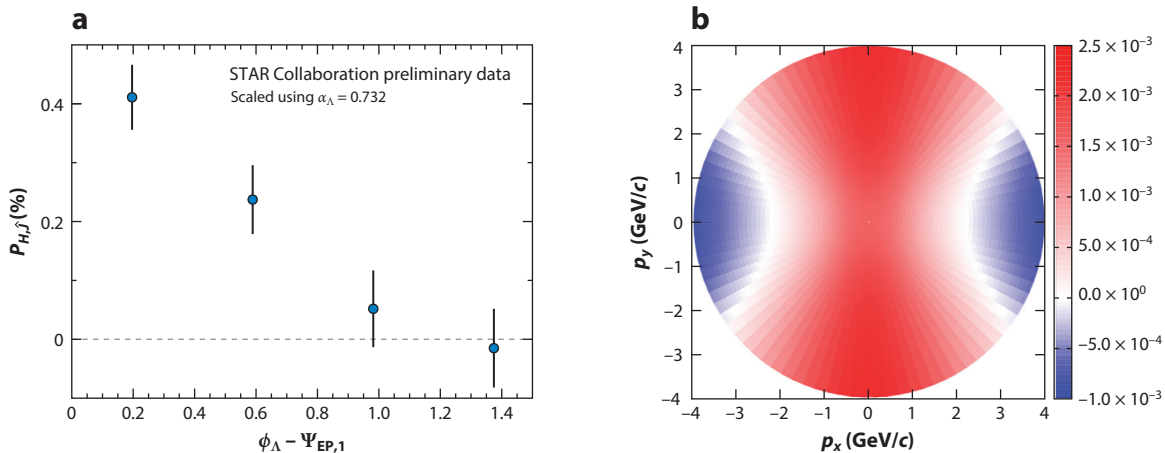 a
STAR Collaboration preliminary data
Scaled using αΛ = 0.732
P_H,ĵ (%)
0.4
0.2
0
0 0.2 0.4 0.6 0.8 1.0 1.2 1.4
ϕΛ – ΨEP,1
b
p_y (GeV/c)
4
3
2
1
0
−1
−2
−3
−4
−4 −3 −2 −1 0 1 2 3 4
p_x (GeV/c)
2.5 × 10⁻³
2.0 × 10⁻³
1.5 × 10⁻³
1.0 × 10⁻³
5.0 × 10⁻⁴
0.0 × 10⁰
−5.0 × 10⁻⁴
−1.0 × 10⁻³